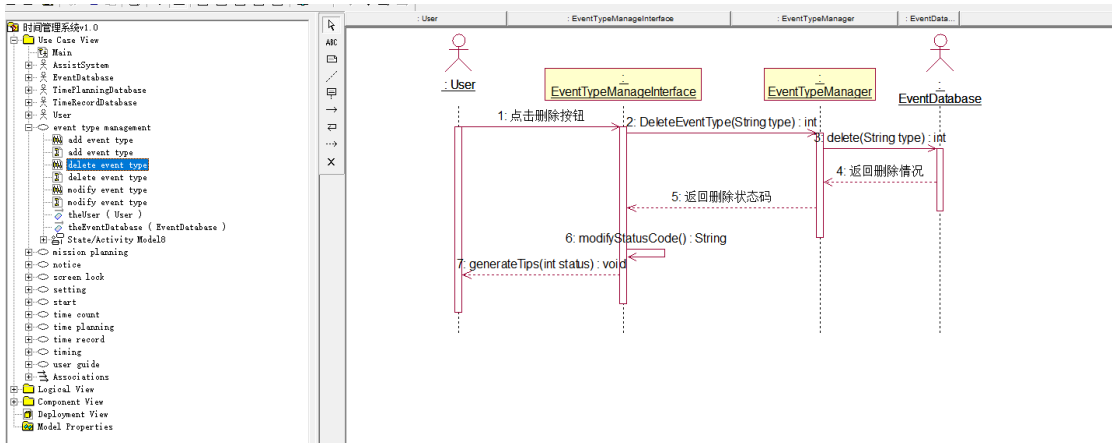 : User
: EventTypeManageInterface
: EventTypeManager
: EventData...
时间管理系统v1.0
Use Case View
Main
AssistSystem
EventDatabase
TimePlanningDatabase
TimeRecordDatabase
User
event type management
add event type
add event type
delete event type
delete event type
modify event type
modify event type
theUser ( User )
theEventDatabase ( EventDatabase )
State/Activity Model8
mission planning
notice
screen lock
setting
start
time count
time planning
time record
timing
user guide
Associations
Logical View
Component View
Deployment View
Model Properties
ABC
: User
:
EventTypeManageInterface
:
EventTypeManager
:
EventDatabase
1: 点击删除按钮
2: DeleteEventType(String type) : int
3: delete(String type) : int
4: 返回删除情况
5: 返回删除状态码
6: modifyStatusCode() : String
7: generateTips(int status) : void